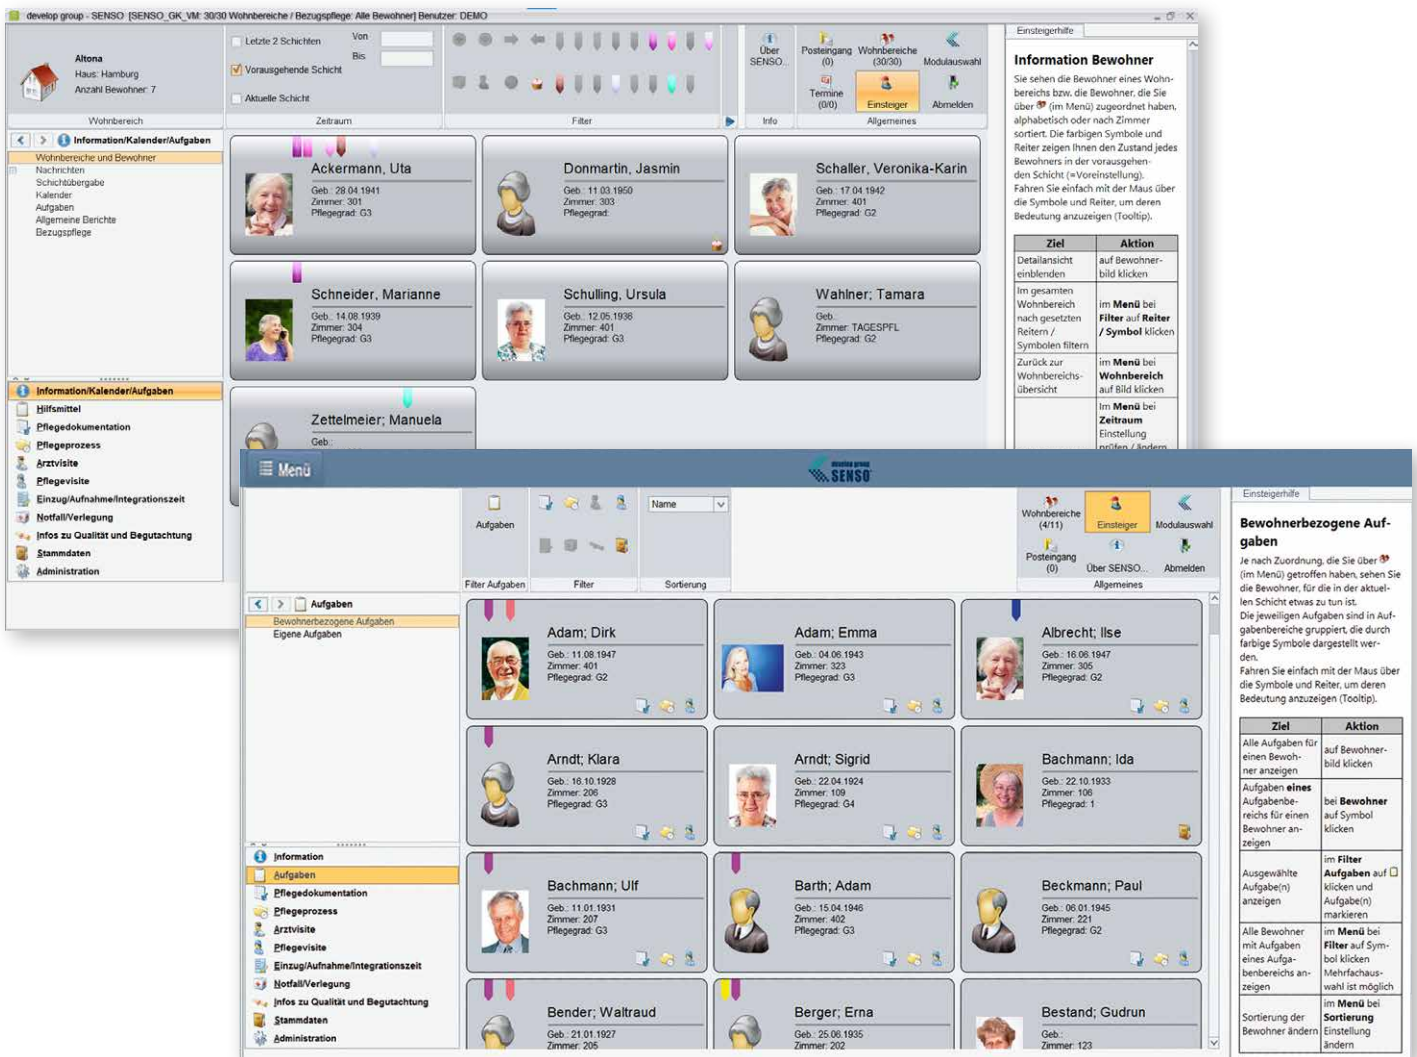 develop group - SENSO [SENSO_GK_VM: 30/30 Wohnbereiche / Bezugspflege: Alle Bewohner] Benutzer: DEMO
Altona
Haus: Hamburg
Anzahl Bewohner: 7
Wohnbereich
Letzte 2 Schichten
Von
Bis
Vorausgehende Schicht
Aktuelle Schicht
Zeitraum
Filter
Über SENSO...
Info
Posteingang (0)
Wohnbereiche (30/30)
Modulauswahl
Termine (0/0)
Einsteiger
Abmelden
Allgemeines
Information/Kalender/Aufgaben
Wohnbereiche und Bewohner
Nachrichten
Schichtübergabe
Kalender
Aufgaben
Allgemeine Berichte
Bezugspflege
Information/Kalender/Aufgaben
Hilfsmittel
Pflegedokumentation
Pflegeprozess
Arztvisite
Pflegevisite
Einzug/Aufnahme/Integrationszeit
Notfall/Verlegung
Infos zu Qualität und Begutachtung
Stammdaten
Administration
Ackermann, Uta
Geb.: 28.04.1941
Zimmer: 301
Pflegegrad: G3
Donmartin, Jasmin
Geb.: 11.03.1950
Zimmer: 303
Pflegegrad:
Schaller, Veronika-Karin
Geb.: 17.04.1942
Zimmer: 401
Pflegegrad: G2
Schneider, Marianne
Geb.: 14.08.1939
Zimmer: 304
Pflegegrad: G3
Schulling, Ursula
Geb.: 12.05.1936
Zimmer: 401
Pflegegrad: G3
Wahlner; Tamara
Geb.:
Zimmer: TAGESPFL
Pflegegrad: G2
Zettelmeier; Manuela
Geb.:
Einsteigerhilfe
Information Bewohner
Sie sehen die Bewohner eines Wohn-
bereichs bzw. die Bewohner, die Sie
über (im Menü) zugeordnet haben,
alphabetisch oder nach Zimmer
sortiert. Die farbigen Symbole und
Reiter zeigen Ihnen den Zustand jedes
Bewohners in der vorausgehen-
den Schicht (=Voreinstellung).
Fahren Sie einfach mit der Maus über
die Symbole und Reiter, um deren
Bedeutung anzuzeigen (Tooltip).
Ziel Aktion
Detailansicht einblenden
auf Bewohner-
bild klicken
Im gesamten
Wohnbereich
nach gesetzten
Reitern /
Symbolen filtern
im Menü bei
Filter auf Reiter
/ Symbol klicken
Zurück zur
Wohnbereichs-
übersicht
im Menü bei
Wohnbereich
auf Bild klicken
Im Menü bei
Zeitraum
Einstellung
prüfen / ändern
Menü
develop group
SENSO
Aufgaben
Filter Aufgaben
Filter
Name
Sortierung
Wohnbereiche (4/11)
Einsteiger
Modulauswahl
Posteingang (0)
Über SENSO...
Abmelden
Allgemeines
Aufgaben
Bewohnerbezogene Aufgaben
Eigene Aufgaben
Information
Aufgaben
Pflegedokumentation
Pflegeprozess
Arztvisite
Pflegevisite
Einzug/Aufnahme/Integrationszeit
Notfall/Verlegung
Infos zu Qualität und Begutachtung
Stammdaten
Administration
Adam; Dirk
Geb.: 11.08.1947
Zimmer: 401
Pflegegrad: G2
Adam; Emma
Geb.: 04.06.1943
Zimmer: 323
Pflegegrad: G3
Albrecht; Ilse
Geb.: 16.06.1947
Zimmer: 305
Pflegegrad: G2
Arndt; Klara
Geb.: 16.10.1928
Zimmer: 206
Pflegegrad: G3
Arndt; Sigrid
Geb.: 22.04.1924
Zimmer: 109
Pflegegrad: G4
Bachmann; Ida
Geb.: 22.10.1933
Zimmer: 106
Pflegegrad: 1
Bachmann; Ulf
Geb.: 11.01.1931
Zimmer: 207
Pflegegrad: G3
Barth; Adam
Geb.: 15.04.1946
Zimmer: 402
Pflegegrad: G3
Beckmann; Paul
Geb.: 06.01.1945
Zimmer: 221
Pflegegrad: G2
Bender; Waltraud
Geb.: 21.01.1927
Zimmer: 205
Berger; Erna
Geb.: 25.06.1935
Zimmer: 202
Bestand; Gudrun
Geb.:
Zimmer: 123
Einsteigerhilfe
Bewohnerbezogene Auf-
gaben
Je nach Zuordnung, die Sie über
(im Menü) getroffen haben, sehen Sie
die Bewohner, für die in der aktuel-
len Schicht etwas zu tun ist.
Die jeweiligen Aufgaben sind in Auf-
gabenbereiche gruppiert, die durch
farbige Symbole dargestellt wer-
den.
Fahren Sie einfach mit der Maus über
die Symbole und Reiter, um deren
Bedeutung anzuzeigen (Tooltip).
Ziel Aktion
Alle Aufgaben für
einen Bewoh-
ner anzeigen
auf Bewohner-
bild klicken
Aufgaben eines
Aufgabenbe-
reichs für einen
Bewohner an-
zeigen
bei Bewohner
auf Symbol
klicken
Ausgewählte
Aufgabe(n)
anzeigen
im Filter
Aufgaben auf
klicken und
Aufgabe(n)
markieren
Alle Bewohner
mit Aufgaben
eines Aufga-
benbereichs an-
zeigen
im Menü bei
Filter auf Sym-
bol klicken
Mehrfachaus-
wahl ist möglich
Sortierung der
Bewohner ändern
im Menü bei
Sortierung
Einstellung
ändern